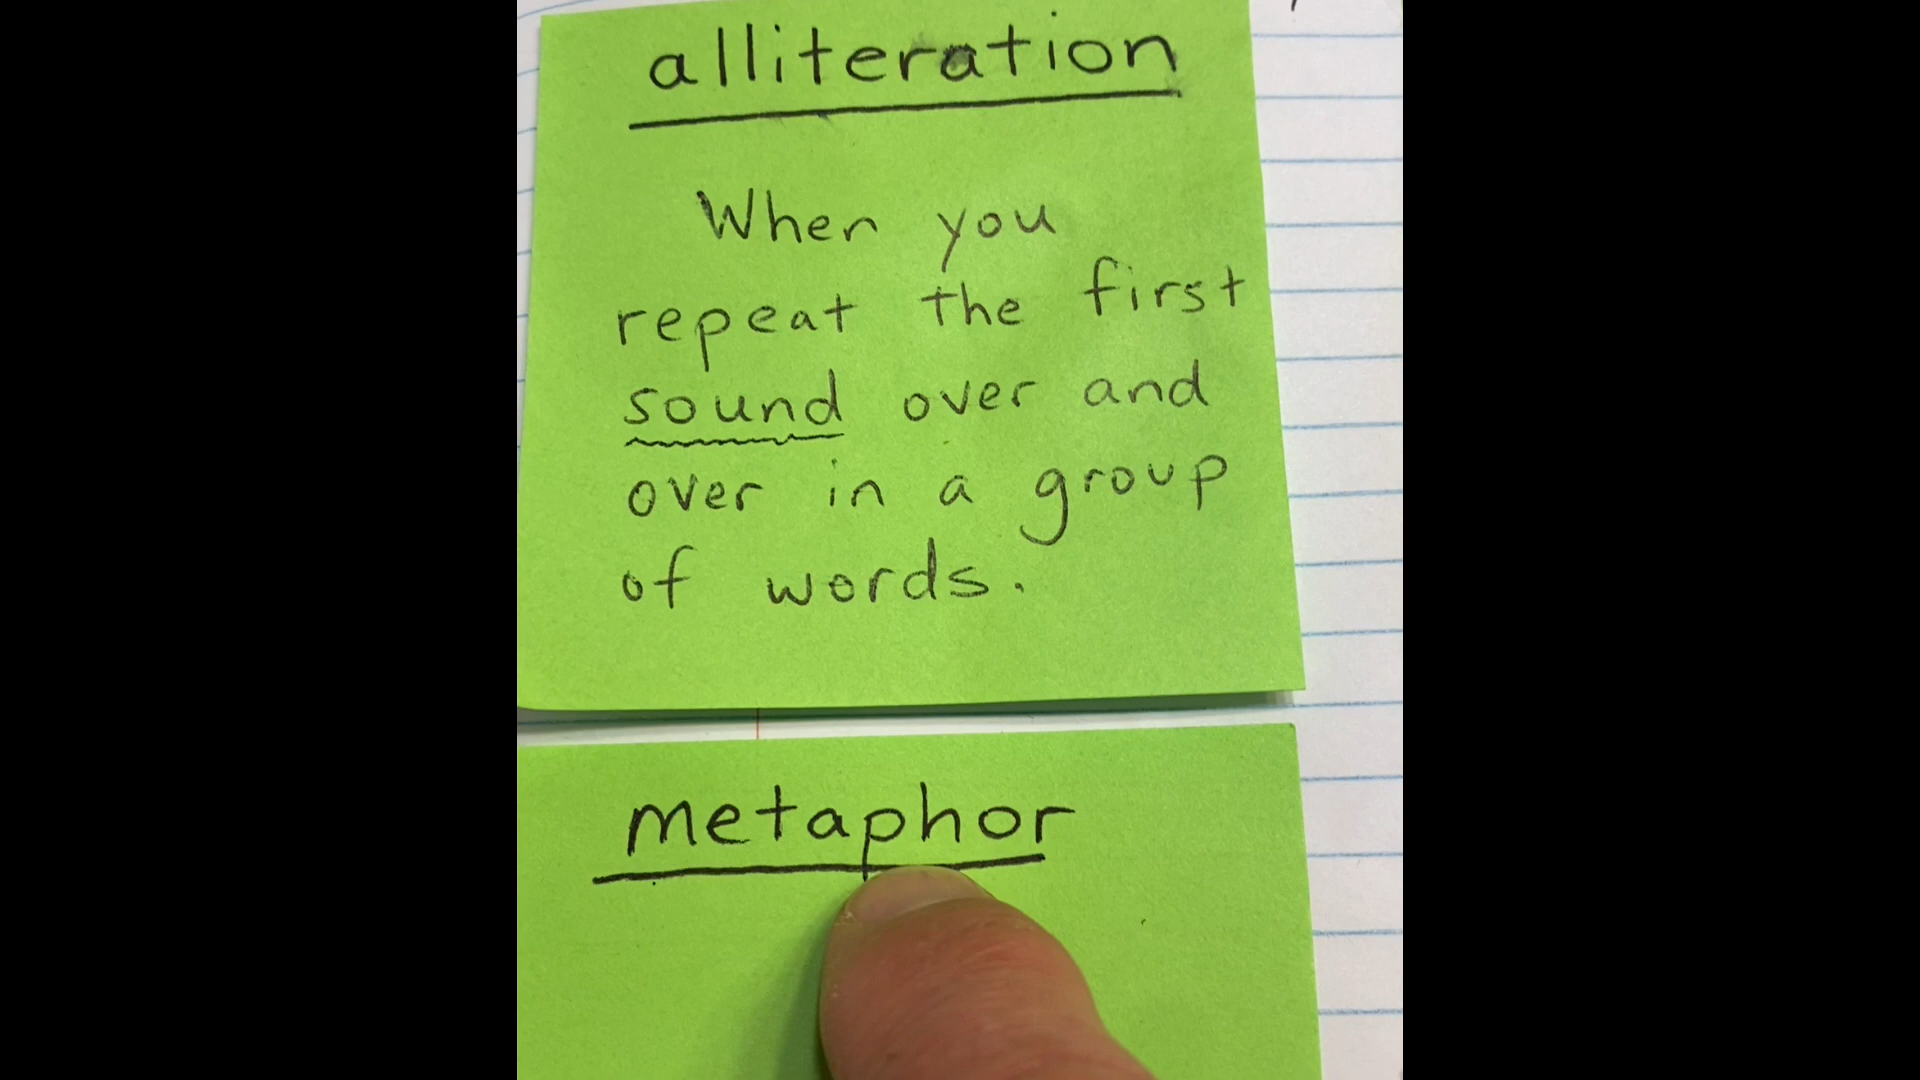 alliteration
When you
repeat the first
sound over and
over in a group
of words.
metaphor